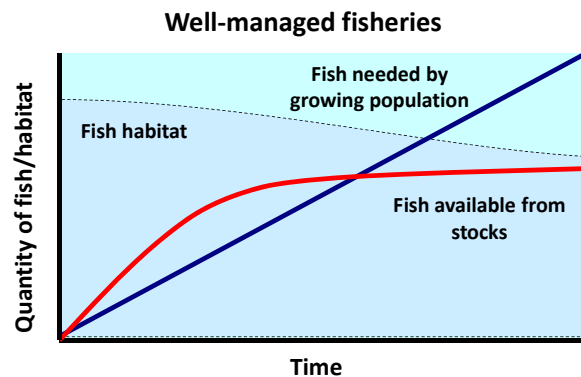 Well-managed fisheries
Fish needed by
growing population
Fish habitat
Fish available from
stocks
Quantity of fish/habitat
Time